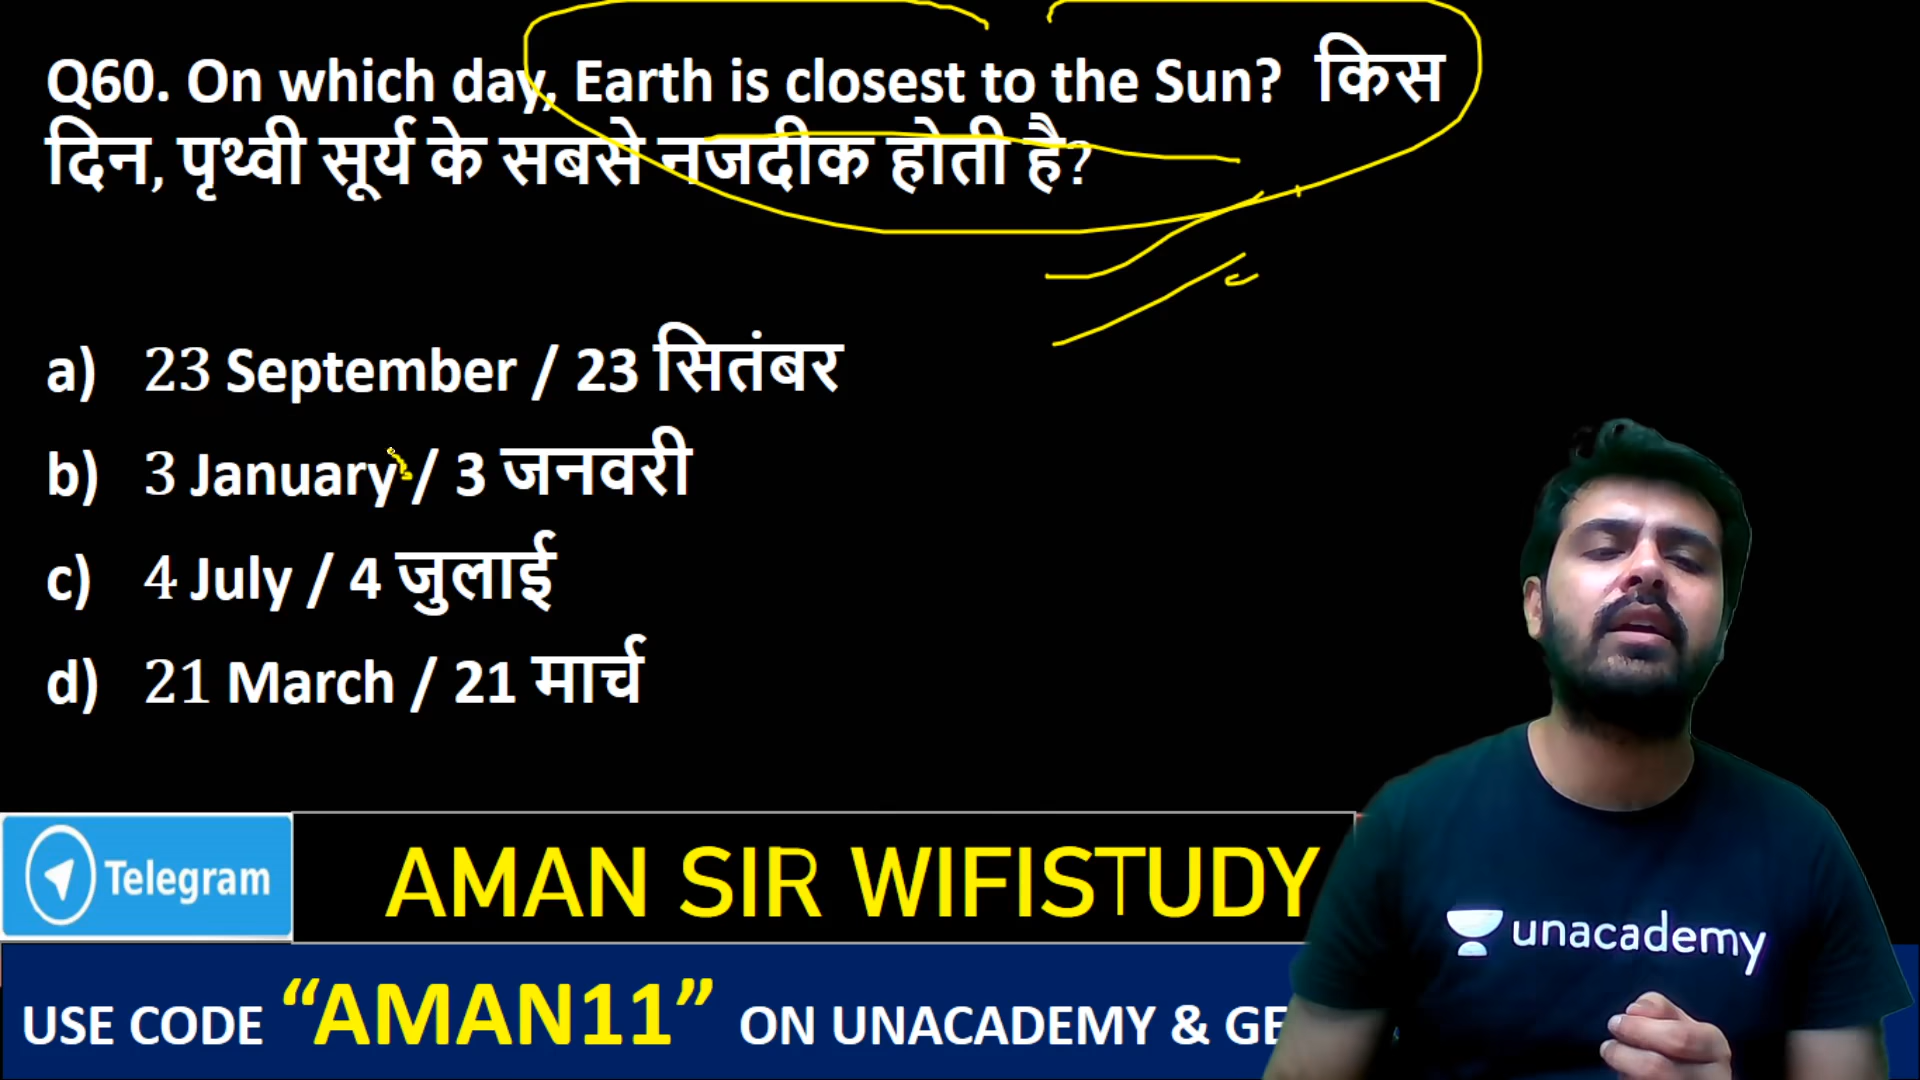 Q60. On which day, Earth is closest to the Sun? किस
दिन, पृथ्वी सूर्य के सबसे नजदीक होती है?
a) 23 September / 23 सितंबर
b) 3 January / 3 जनवरी
c) 4 July / 4 जुलाई
d) 21 March / 21 मार्च
Telegram
AMAN SIR WIFISTUDY
unacademy
USE CODE “AMAN11” ON UNACADEMY & GE